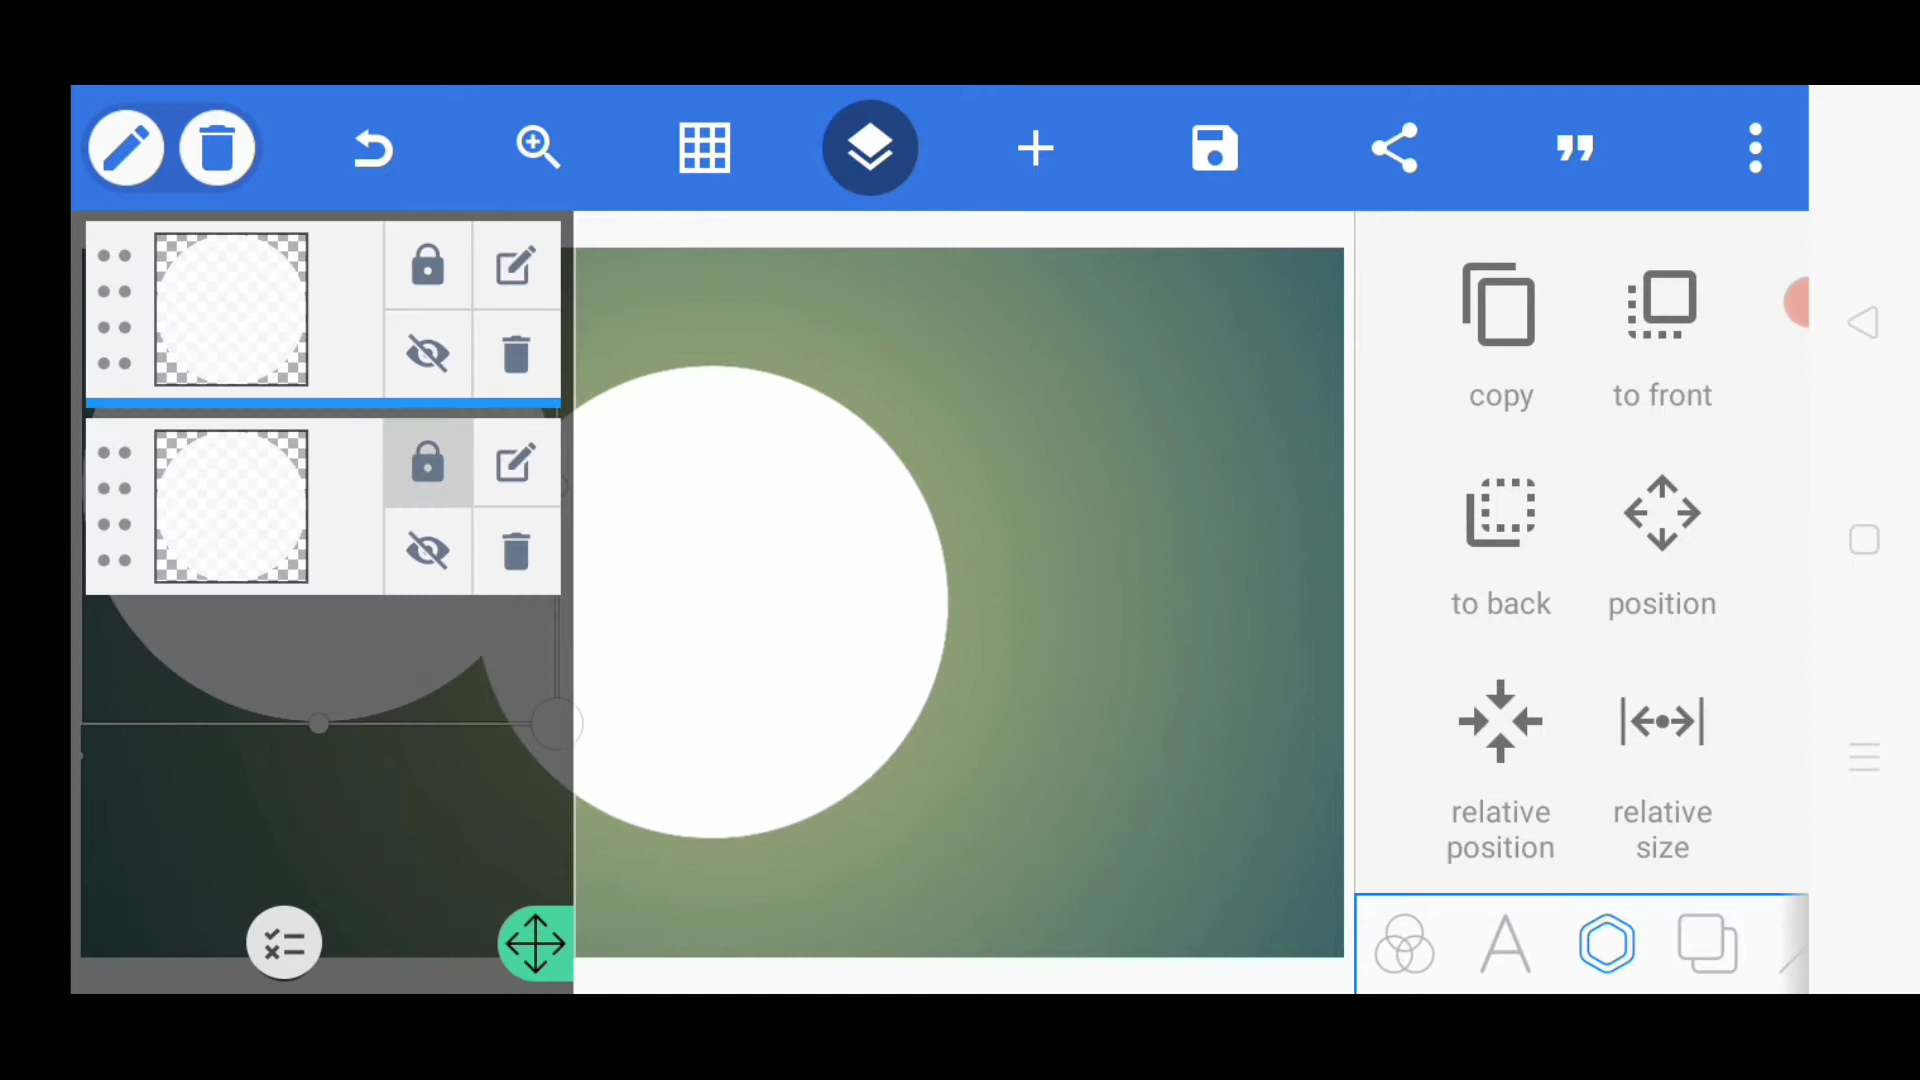 copy
to front
to back
position
relative
position
relative
size